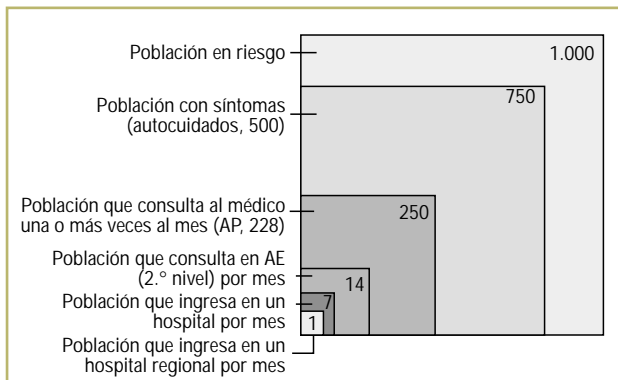 Población en riesgo
1.000
Población con síntomas
(autocuidados, 500)
750
Población que consulta al médico
una o más veces al mes (AP, 228)
250
Población que consulta en AE
(2.° nivel) por mes
14
Población que ingresa en un
hospital por mes
7
1
Población que ingresa en un
hospital regional por mes